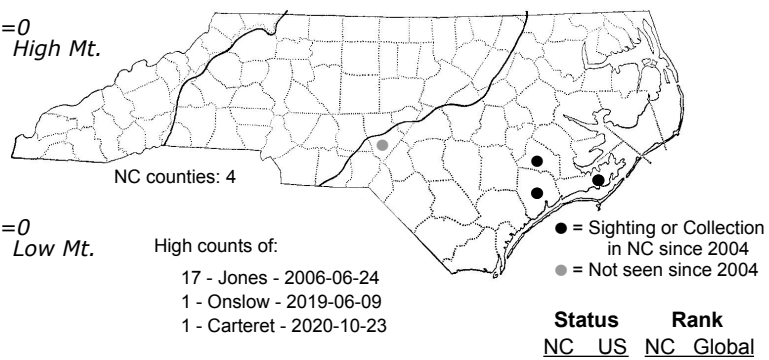 =0
High Mt.
NC counties: 4
=0
Low Mt.
High counts of:
17 - Jones - 2006-06-24
1 - Onslow - 2019-06-09
1 - Carteret - 2020-10-23
● = Sighting or Collection
in NC since 2004
● = Not seen since 2004
Status Rank
NC US NC Global